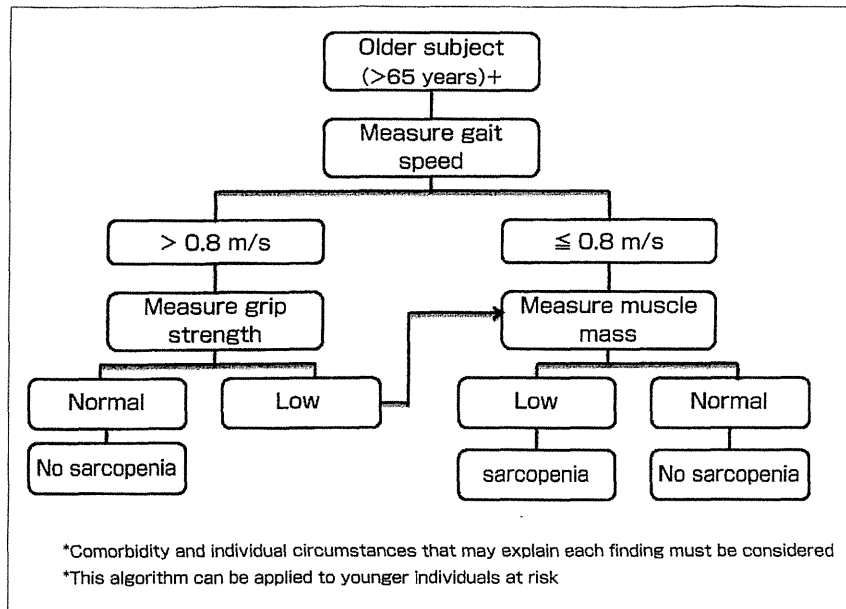 Older subject
(>65 years)+
Measure gait
speed
> 0.8 m/s
≦ 0.8 m/s
Measure grip
strength
Measure muscle
mass
Normal
Low
Low
Normal
No sarcopenia
sarcopenia
No sarcopenia
*Comorbidity and individual circumstances that may explain each finding must be considered
*This algorithm can be applied to younger individuals at risk